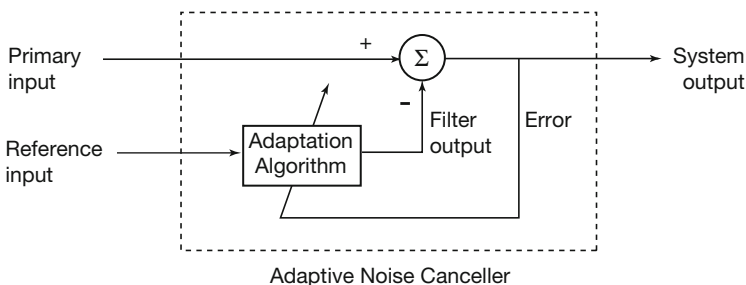 Primary
input
+
Σ
System
output
-
Reference
input
Adaptation
Algorithm
Filter
output
Error
Adaptive Noise Canceller